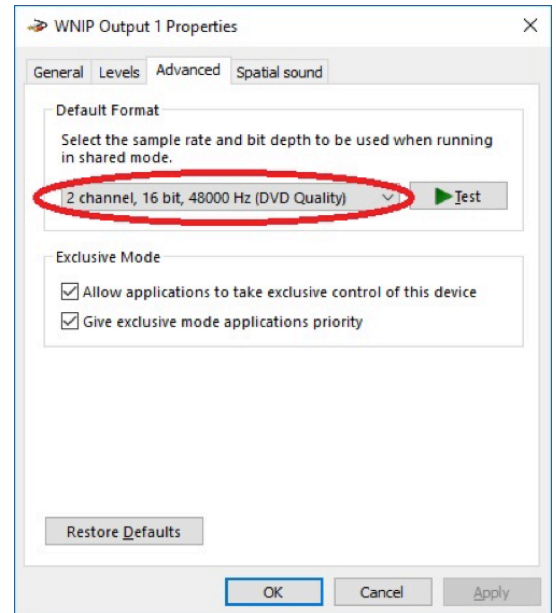 WNIP Output 1 Properties
General Levels Advanced Spatial sound
Default Format
Select the sample rate and bit depth to be used when running
in shared mode.
2 channel, 16 bit, 48000 Hz (DVD Quality) Test
Exclusive Mode
Allow applications to take exclusive control of this device
Give exclusive mode applications priority
Restore Defaults
OK Cancel Apply